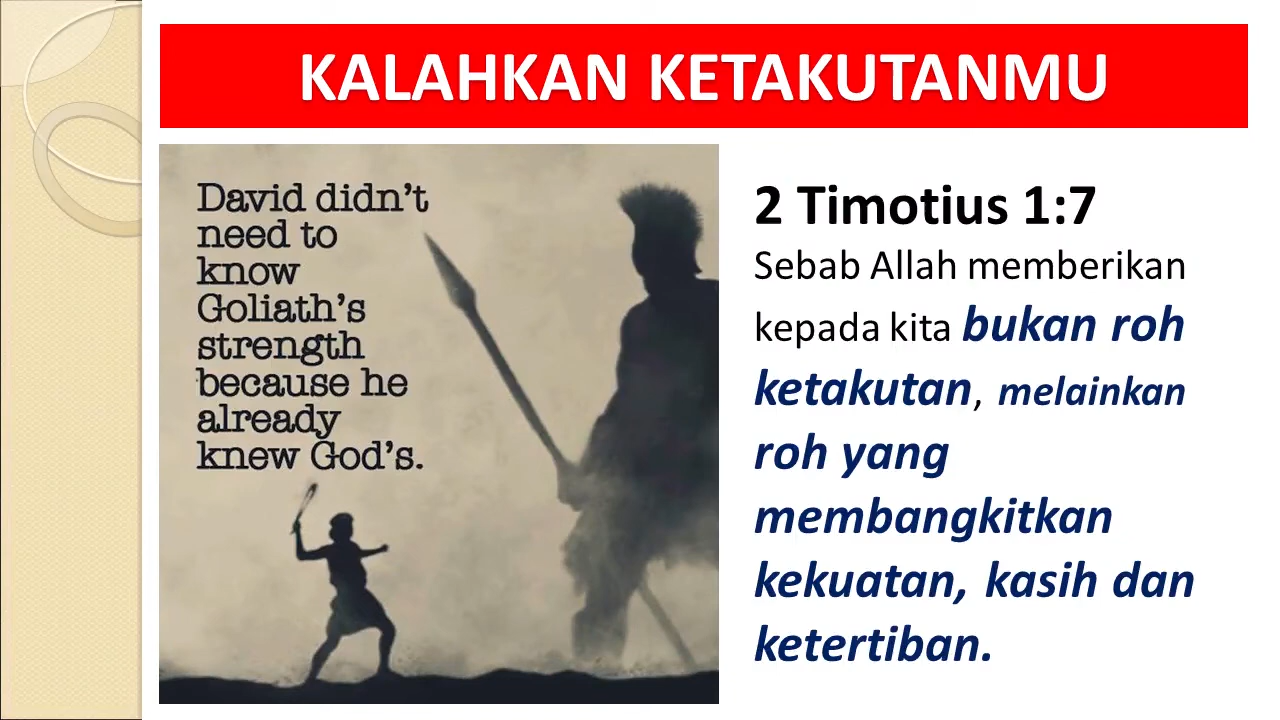 KALAHKAN KETAKUTANMU
David didn't
need to
know
Goliath's
strength
because he
already
knew God's.
2 Timotius 1:7
Sebab Allah memberikan
kepada kita bukan roh
ketakutan, melainkan
roh yang
membangkitkan
kekuatan, kasih dan
ketertiban.